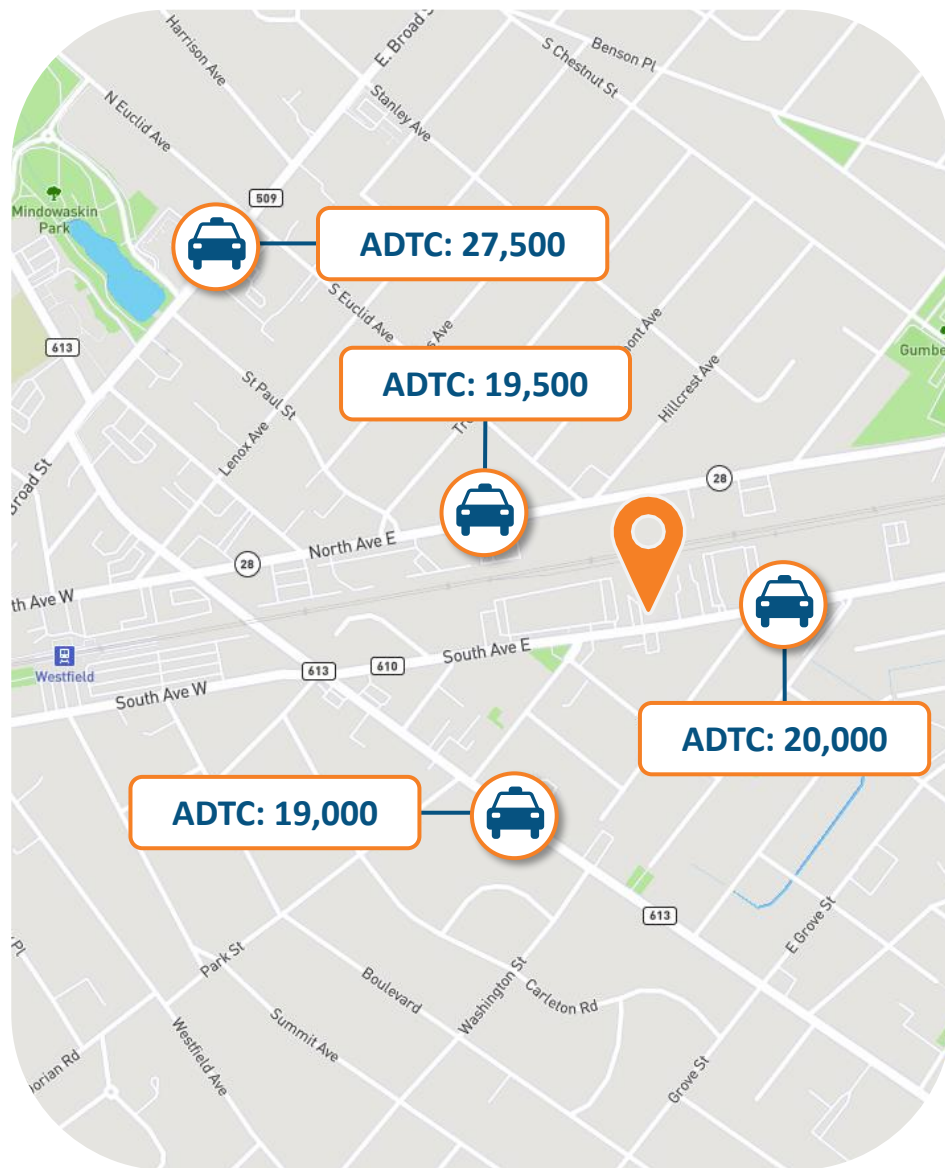 Harrison Ave
E. Broad St
S Chestnut St
Benson Pl
N Euclid Ave
Stanley Ave
509
Mindowaskin
Park
ADTC: 27,500
S Euclid Ave
613
ADTC: 19,500
Hillcrest Ave
St Paul St
Lenox Ave
Broad St
28
North Ave E
28
Ave W
Westfield
South Ave E
610
613
South Ave W
ADTC: 20,000
ADTC: 19,000
613
E Grove St
Park St
Boulevard
Washington St
Carleton Rd
Summit Ave
Westfield Ave
Grove St